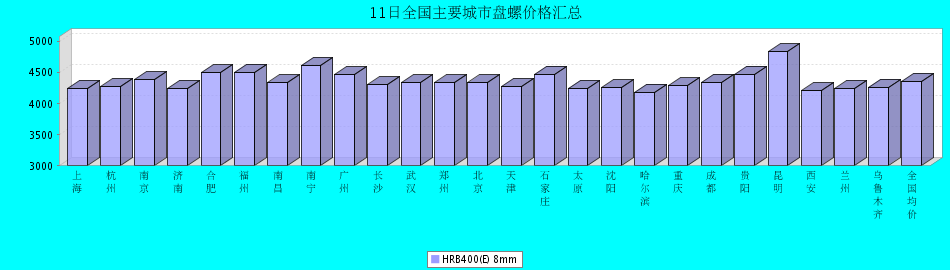 11日全国主要城市盘螺价格汇总
5000
4500
4000
3500
3000
上海
杭州
南京
济南
合肥
福州
南昌
南宁
广州
长沙
武汉
郑州
北京
天津
石家庄
太原
沈阳
哈尔滨
重庆
成都
贵阳
昆明
西安
兰州
乌鲁木齐
全国均价
HRB400(E) 8mm